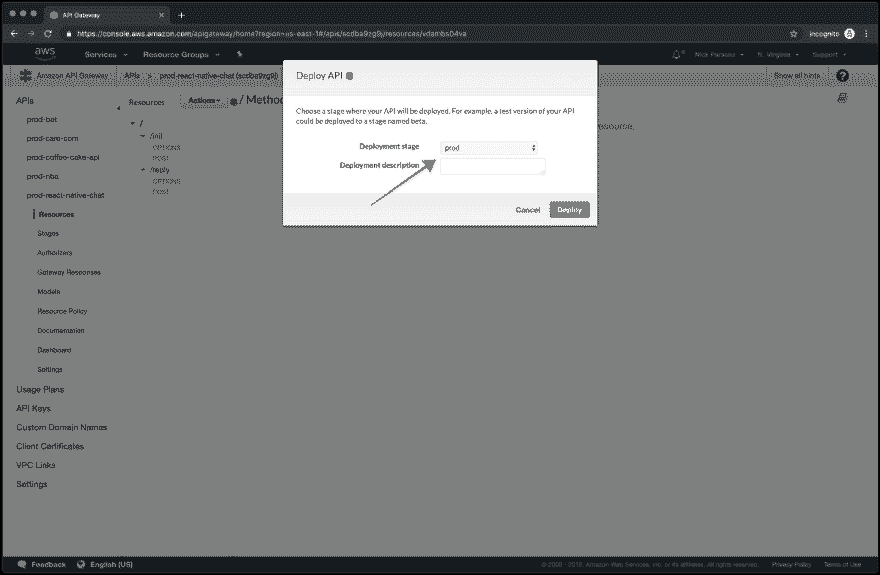 API Gateway
https://console.aws.amazon.com/apigateway/home?region=us-east-1#/apis/scdba9zg9j/resources/vdambs04va
Incognito
aws
Services
Resource Groups
Nick Parsons
N. Virginia
Support
Amazon API Gateway
APIs > prod-react-native-chat (scdba9zg9j)
Show all hints
?
APIs
prod-bot
prod-care-com
prod-coffee-cake-api
prod-nba
prod-react-native-chat
Resources
Stages
Authorizers
Gateway Responses
Models
Resource Policy
Documentation
Dashboard
Settings
Usage Plans
API Keys
Custom Domain Names
Client Certificates
VPC Links
Settings
Resources
Actions
/ Metho
/
/init
OPTIONS
POST
/reply
OPTIONS
POST
resource.
Deploy API
Choose a stage where your API will be deployed. For example, a test version of your API
could be deployed to a stage named beta.
Deployment stage
prod
Deployment description
Cancel
Deploy
Feedback
English (US)
© 2008 - 2018, Amazon Web Services, Inc. or its affiliates. All rights reserved.
Privacy Policy
Terms of Use